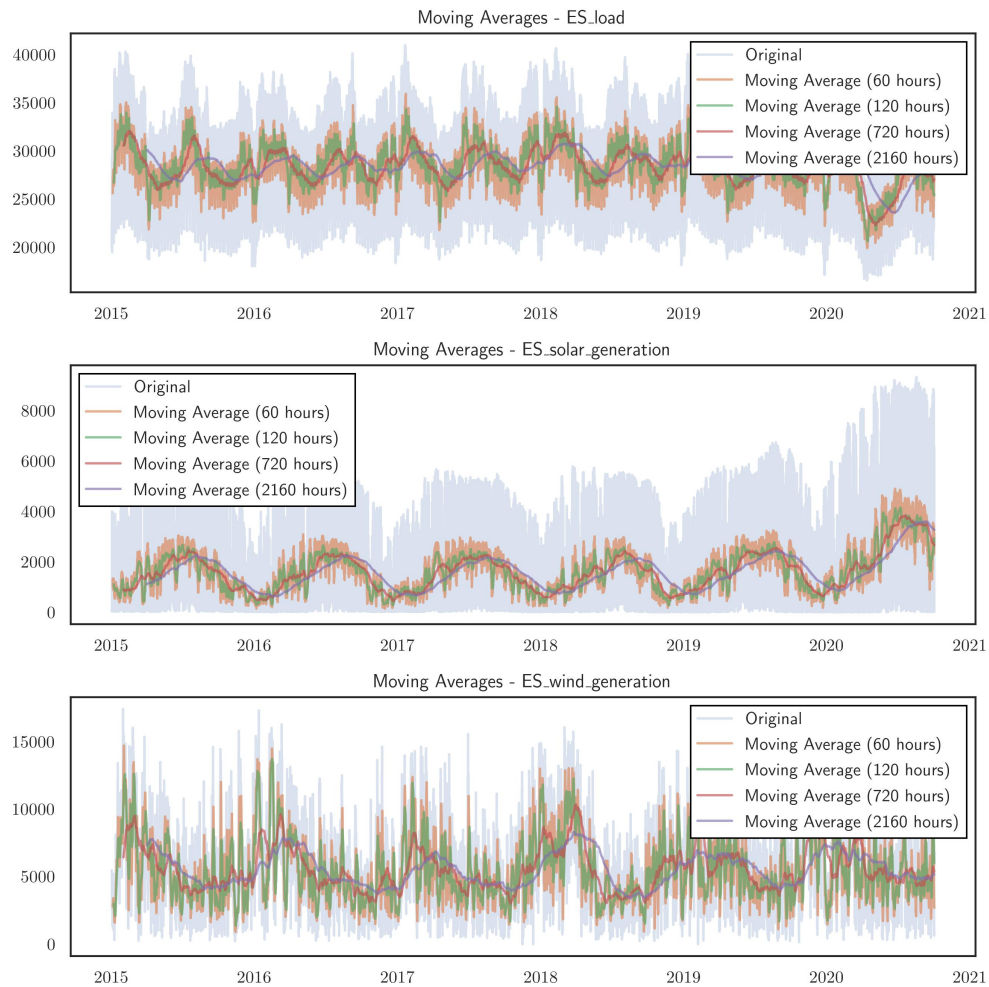 Moving Averages - ES_load
40000
35000
30000
25000
20000
Original
Moving Average (60 hours)
Moving Average (120 hours)
Moving Average (720 hours)
Moving Average (2160 hours)
2015 2016 2017 2018 2019 2020 2021
Moving Averages - ES_solar_generation
8000
6000
4000
2000
0
Original
Moving Average (60 hours)
Moving Average (120 hours)
Moving Average (720 hours)
Moving Average (2160 hours)
2015 2016 2017 2018 2019 2020 2021
Moving Averages - ES_wind_generation
15000
10000
5000
0
Original
Moving Average (60 hours)
Moving Average (120 hours)
Moving Average (720 hours)
Moving Average (2160 hours)
2015 2016 2017 2018 2019 2020 2021